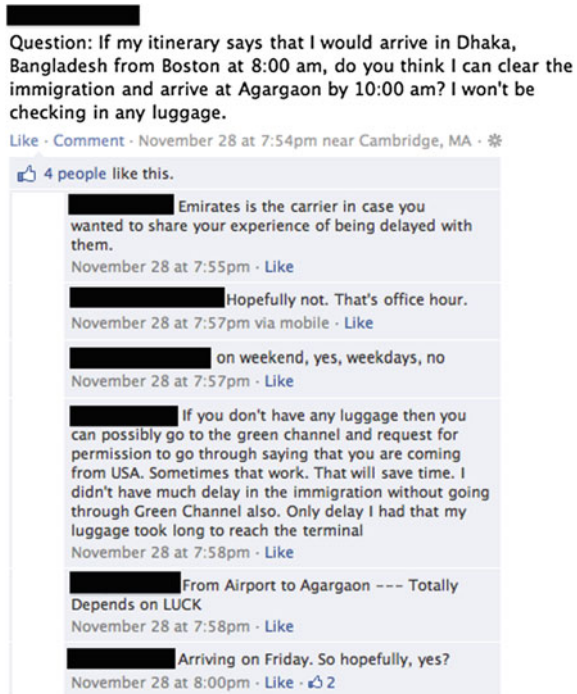 Question: If my itinerary says that I would arrive in Dhaka,
Bangladesh from Boston at 8:00 am, do you think I can clear the
immigration and arrive at Agargaon by 10:00 am? I won't be
checking in any luggage.
Like · Comment · November 28 at 7:54pm near Cambridge, MA ·
4 people like this.
Emirates is the carrier in case you
wanted to share your experience of being delayed with
them.
November 28 at 7:55pm · Like
Hopefully not. That's office hour.
November 28 at 7:57pm via mobile · Like
on weekend, yes, weekdays, no
November 28 at 7:57pm · Like
If you don't have any luggage then you
can possibly go to the green channel and request for
permission to go through saying that you are coming
from USA. Sometimes that work. That will save time. I
didn't have much delay in the immigration without going
through Green Channel also. Only delay I had that my
luggage took long to reach the terminal
November 28 at 7:58pm · Like
From Airport to Agargaon --- Totally
Depends on LUCK
November 28 at 7:58pm · Like
Arriving on Friday. So hopefully, yes?
November 28 at 8:00pm · Like · 2